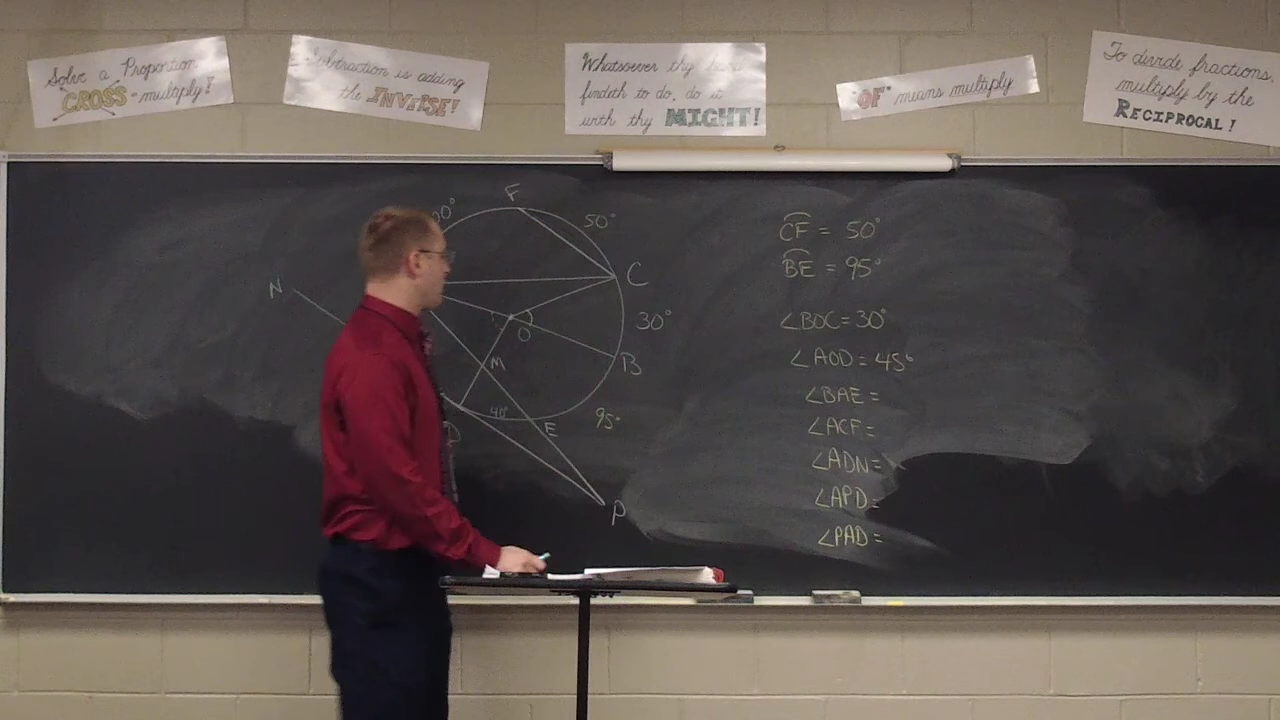 Solve a Proportion
CROSS-multiply!
Subtraction is adding
the INVERSE!
Whatsoever thy hand
findeth to do, do it
with thy MIGHT!
"OF" means multiply
To divide fractions,
multiply by the
RECIPROCAL!
F
50°
N
C
30°
O
M
B
40°
95°
E
D
P
CF = 50°
BE = 95°
∠BOC = 30°
∠AOD = 45°
∠BAE =
∠ACF =
∠ADN =
∠APD =
∠PAD =